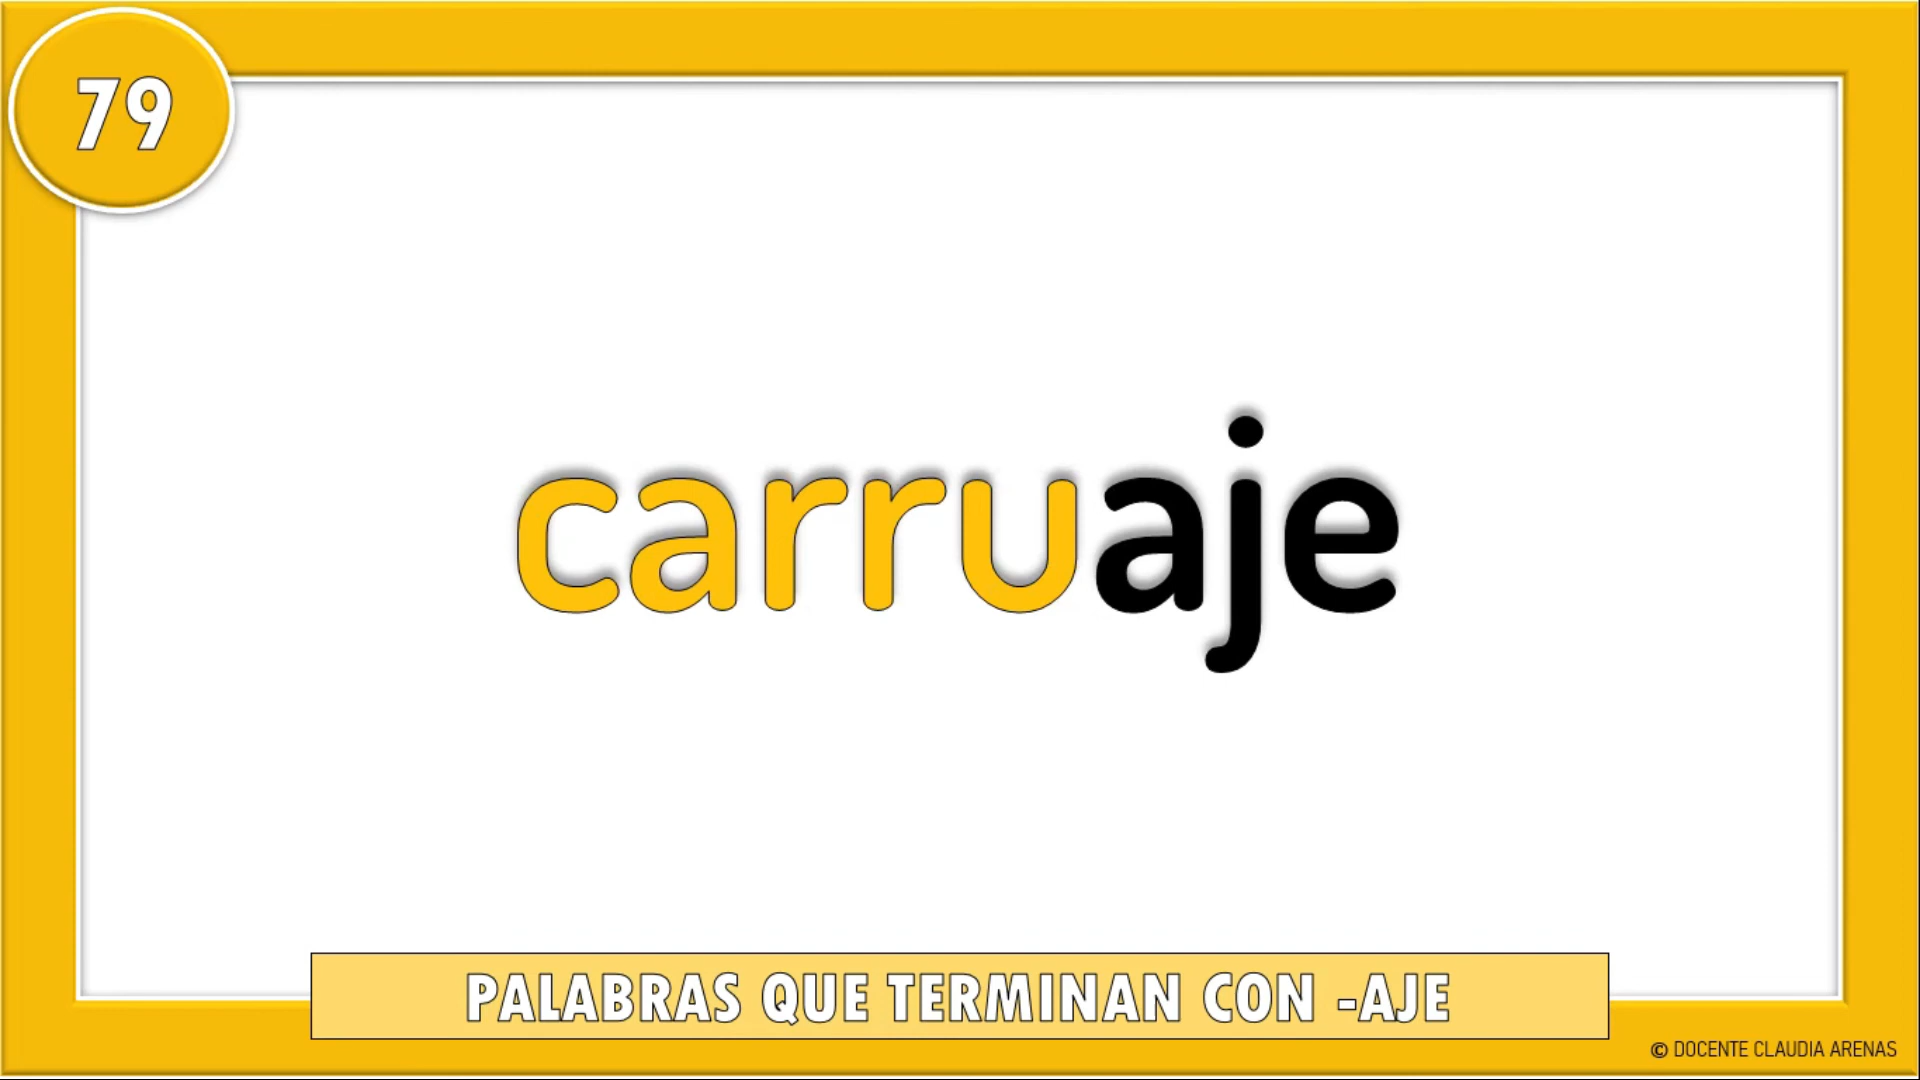 79
carruaje
PALABRAS QUE TERMINAN CON -AJE
© DOCENTE CLAUDIA ARENAS